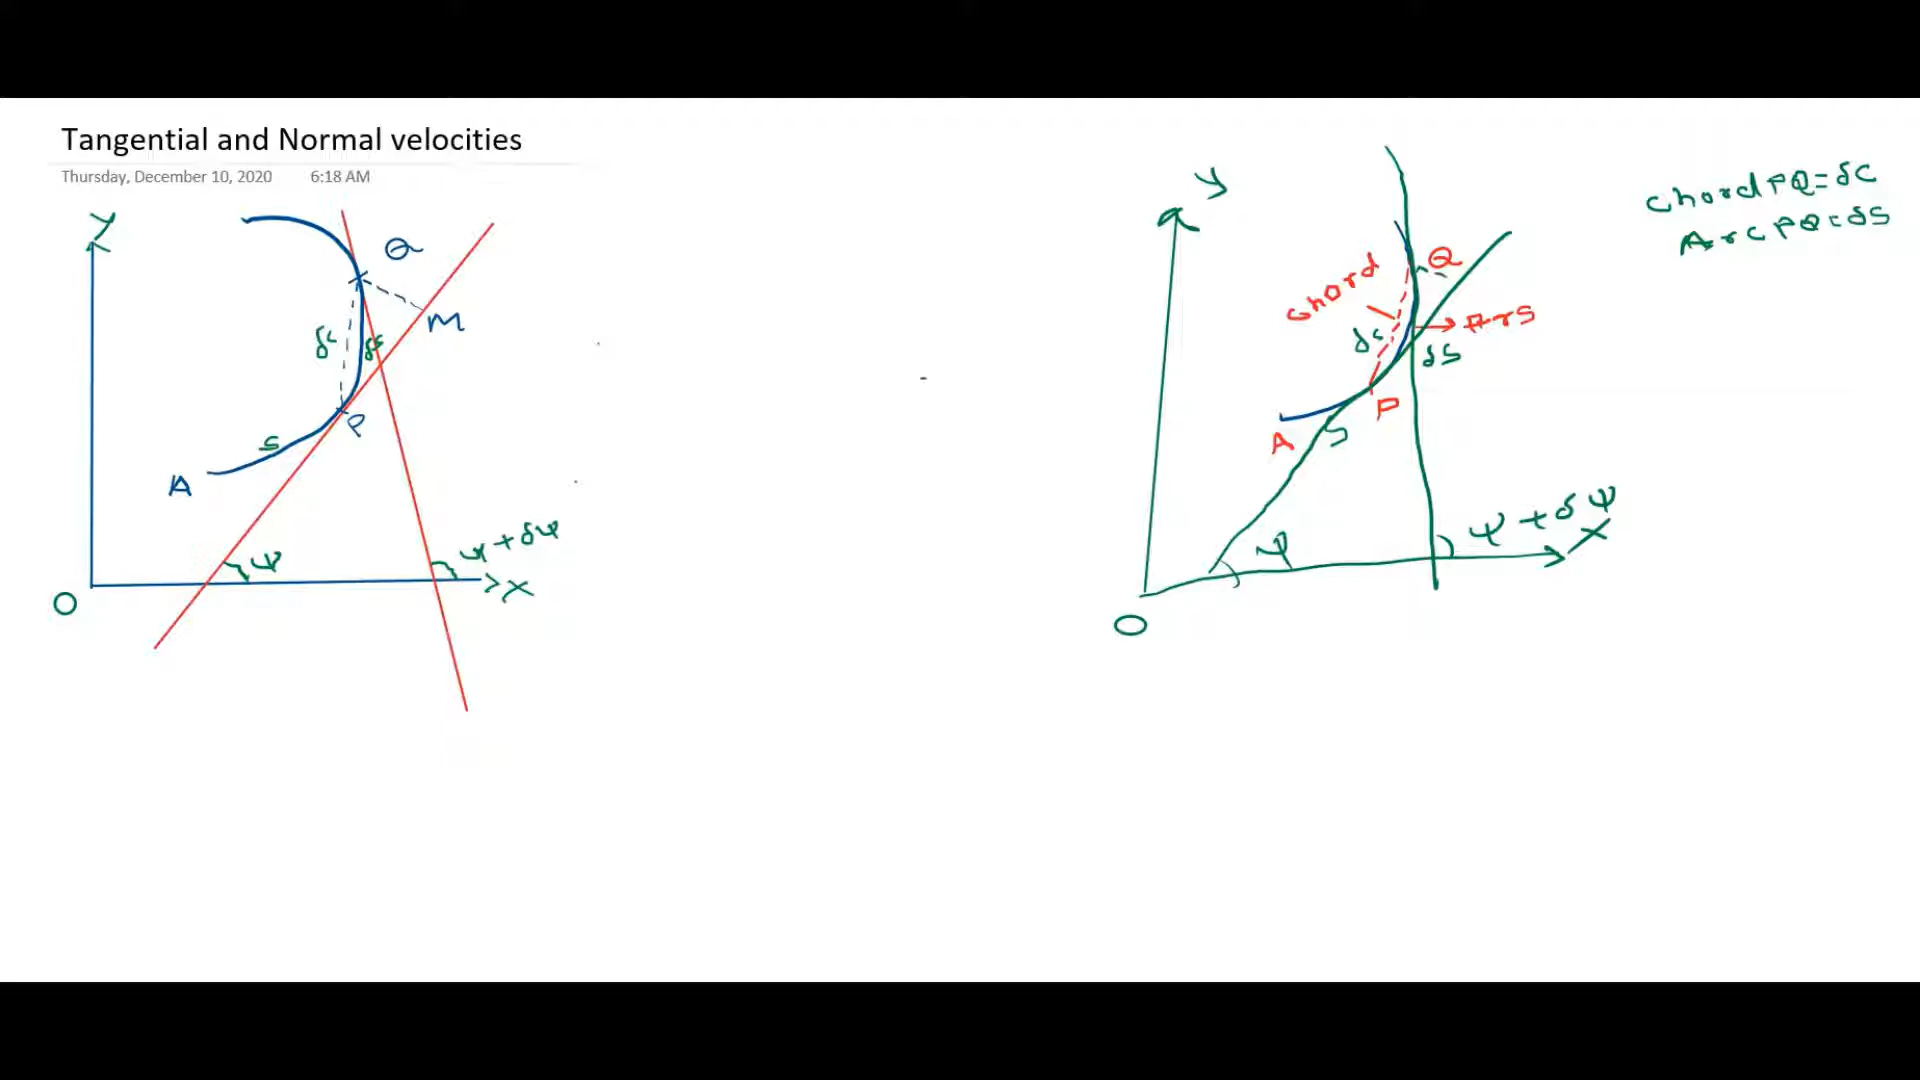 Tangential and Normal velocities
Thursday, December 10, 2020 6:18 AM
y
Q
M
δc
δs
P
s
A
ψ
ψ+δψ
x
O
y
chord PQ=δc
Arc PQ=δs
Q
chord
δc
δs
P
A
S
ψ
ψ+δψ
x
O